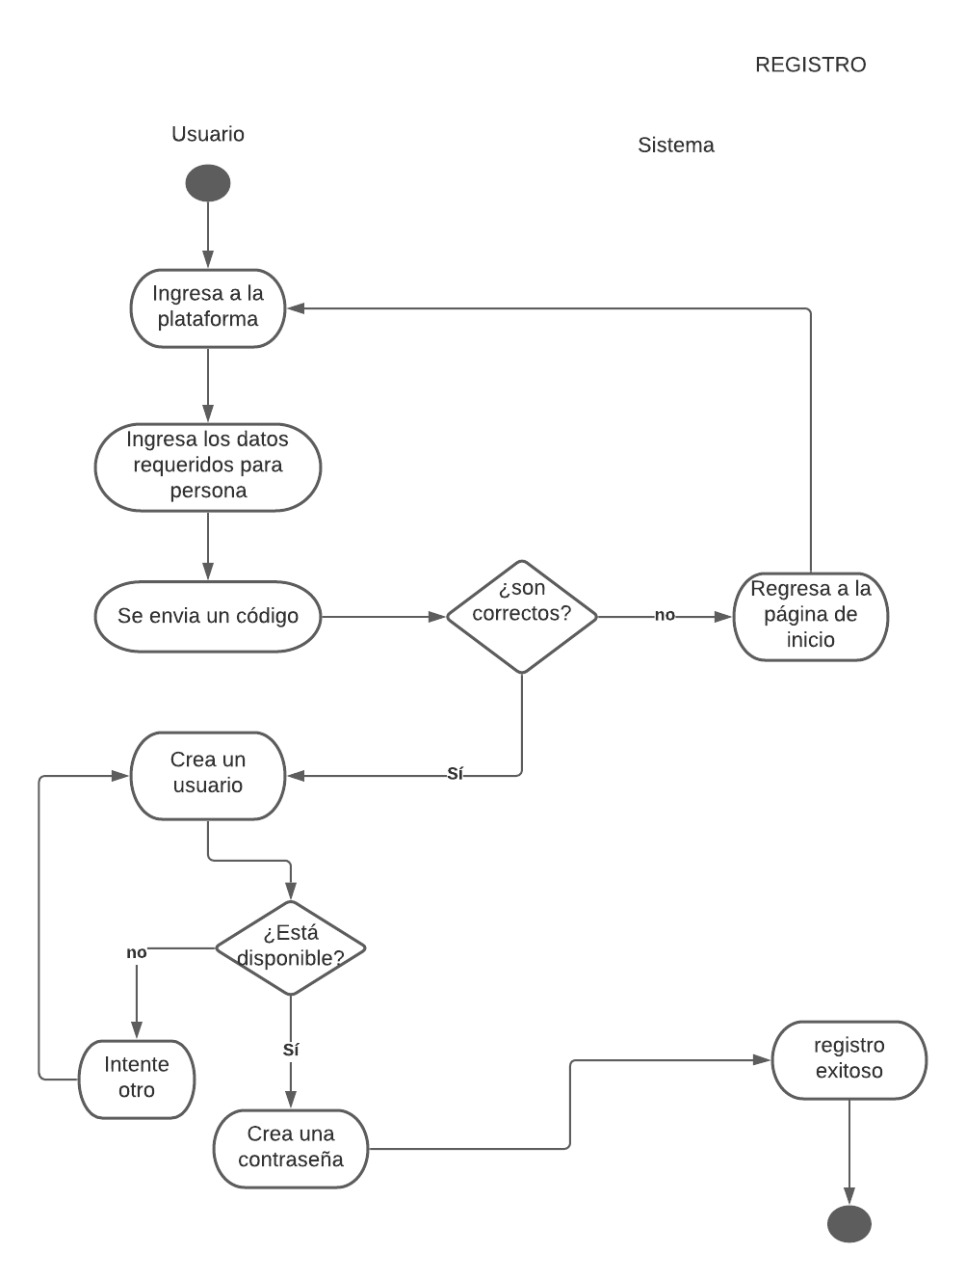 REGISTRO
Usuario
Sistema
Ingresa a la
plataforma
Ingresa los datos
requeridos para
persona
Se envia un código
¿son
correctos?
no
Regresa a la
página de
inicio
Sí
Crea un
usuario
¿Está
disponible?
no
Intente
otro
Sí
Crea una
contraseña
registro
exitoso